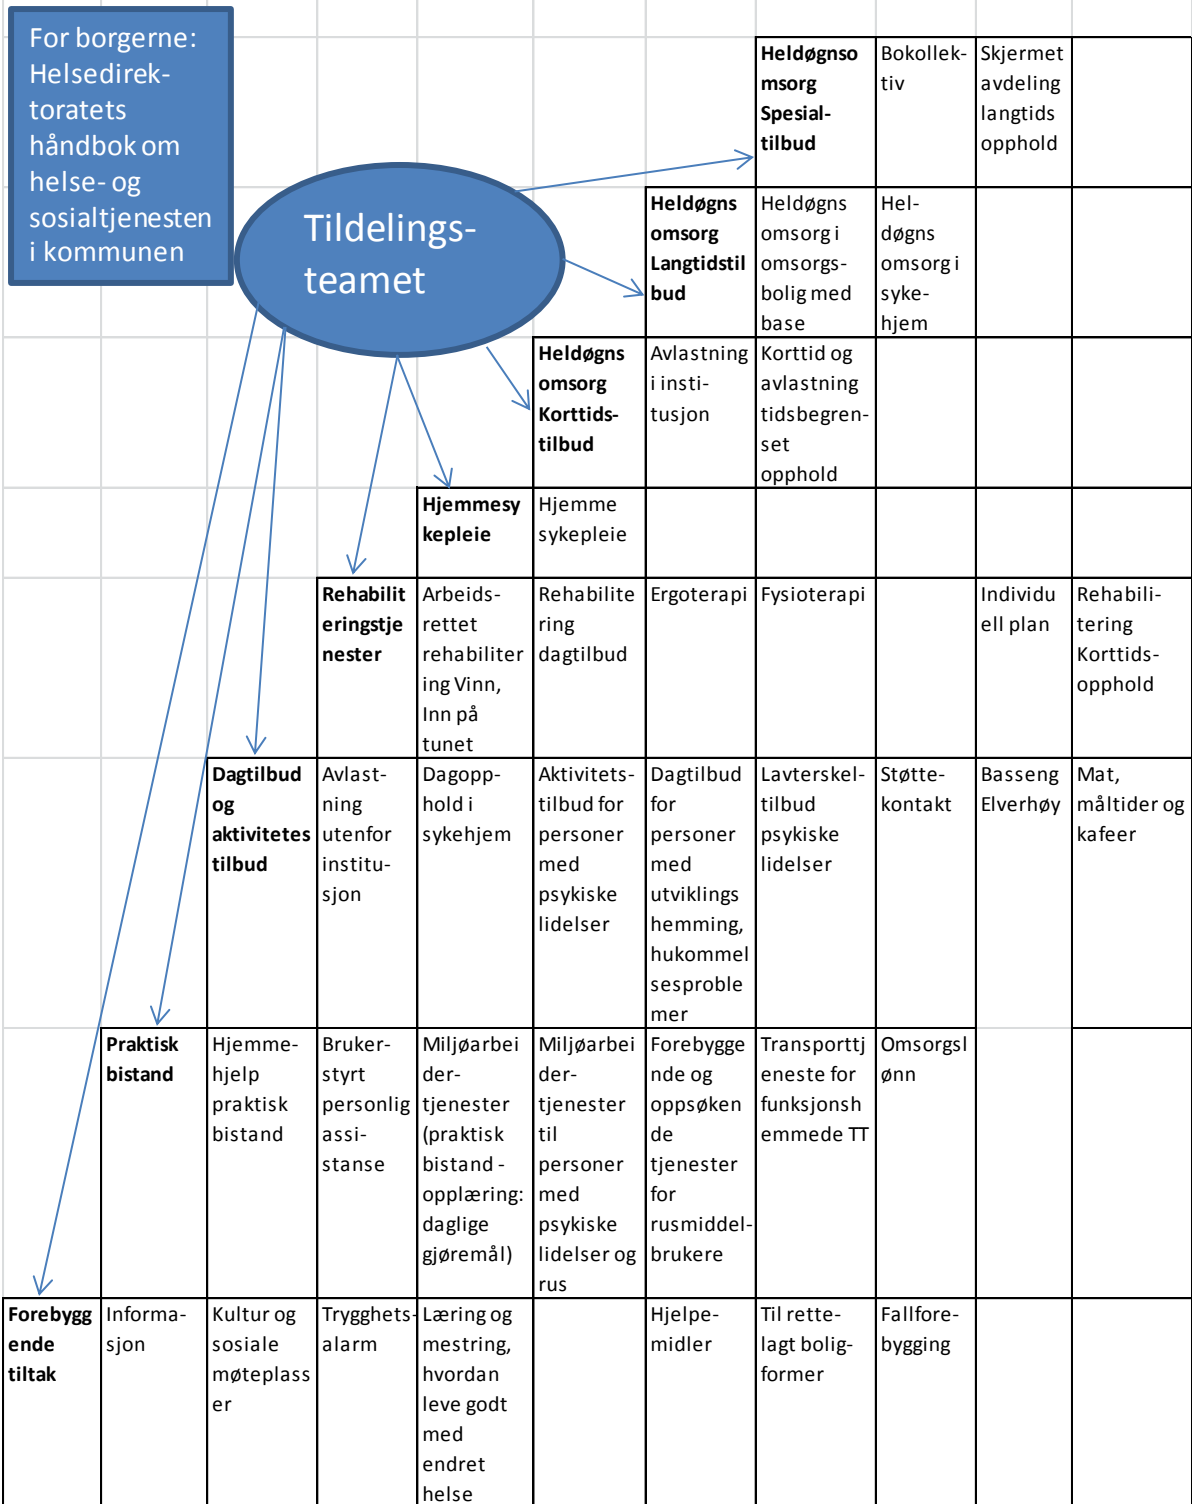 For borgerne:
Helsedirek-
toratets
håndbok om
helse- og
sosialtjenesten
i kommunen
Tildelings-
teamet
Heldøgnso
msorg
Spesial-
tilbud
Bokollek-
tiv
Skjermet
avdeling
langtids
opphold
Heldøgns
omsorg
Langtidstil
bud
Heldøgns
omsorg i
omsorgs-
bolig med
base
Hel-
døgns
omsorg i
syke-
hjem
Heldøgns
omsorg
Korttids-
tilbud
Avlastning
i insti-
tusjon
Korttid og
avlastning
tidsbegren-
set
opphold
Hjemmesy
kepleie
Hjemme
sykepleie
Rehabilit
eringstje
nester
Arbeids-
rettet
rehabiliter
ing Vinn,
Inn på
tunet
Rehabilite
ring
dagtilbud
Ergoterapi
Fysioterapi
Individu
ell plan
Rehabili-
tering
Korttids-
opphold
Dagtilbud
og
aktivitetes
tilbud
Avlast-
ning
utenfor
institu-
sjon
Dagopp-
hold i
sykehjem
Aktivitets-
tilbud for
personer
med
psykiske
lidelser
Dagtilbud
for
personer
med
utviklings
hemming,
hukommel
sesproble
mer
Lavterskel-
tilbud
psykiske
lidelser
Støtte-
kontakt
Basseng
Elverhøy
Mat,
måltider og
kafeer
Praktisk
bistand
Hjemme-
hjelp
praktisk
bistand
Bruker-
styrt
personlig
assi-
stanse
Miljøarbei
der-
tjenester
(praktisk
bistand -
opplæring:
daglige
gjøremål)
Miljøarbei
der-
tjenester
til
personer
med
psykiske
lidelser og
rus
Forebygge
nde og
oppsøken
de
tjenester
for
rusmiddel-
brukere
Transporttj
eneste for
funksjonsh
emmede TT
Omsorgsl
ønn
Forebygg
ende
tiltak
Informa-
sjon
Kultur og
sosiale
møteplass
er
Trygghets-
alarm
Læring og
mestring,
hvordan
leve godt
med
endret
helse
Hjelpe-
midler
Til rette-
lagt bolig-
former
Fallfore-
bygging